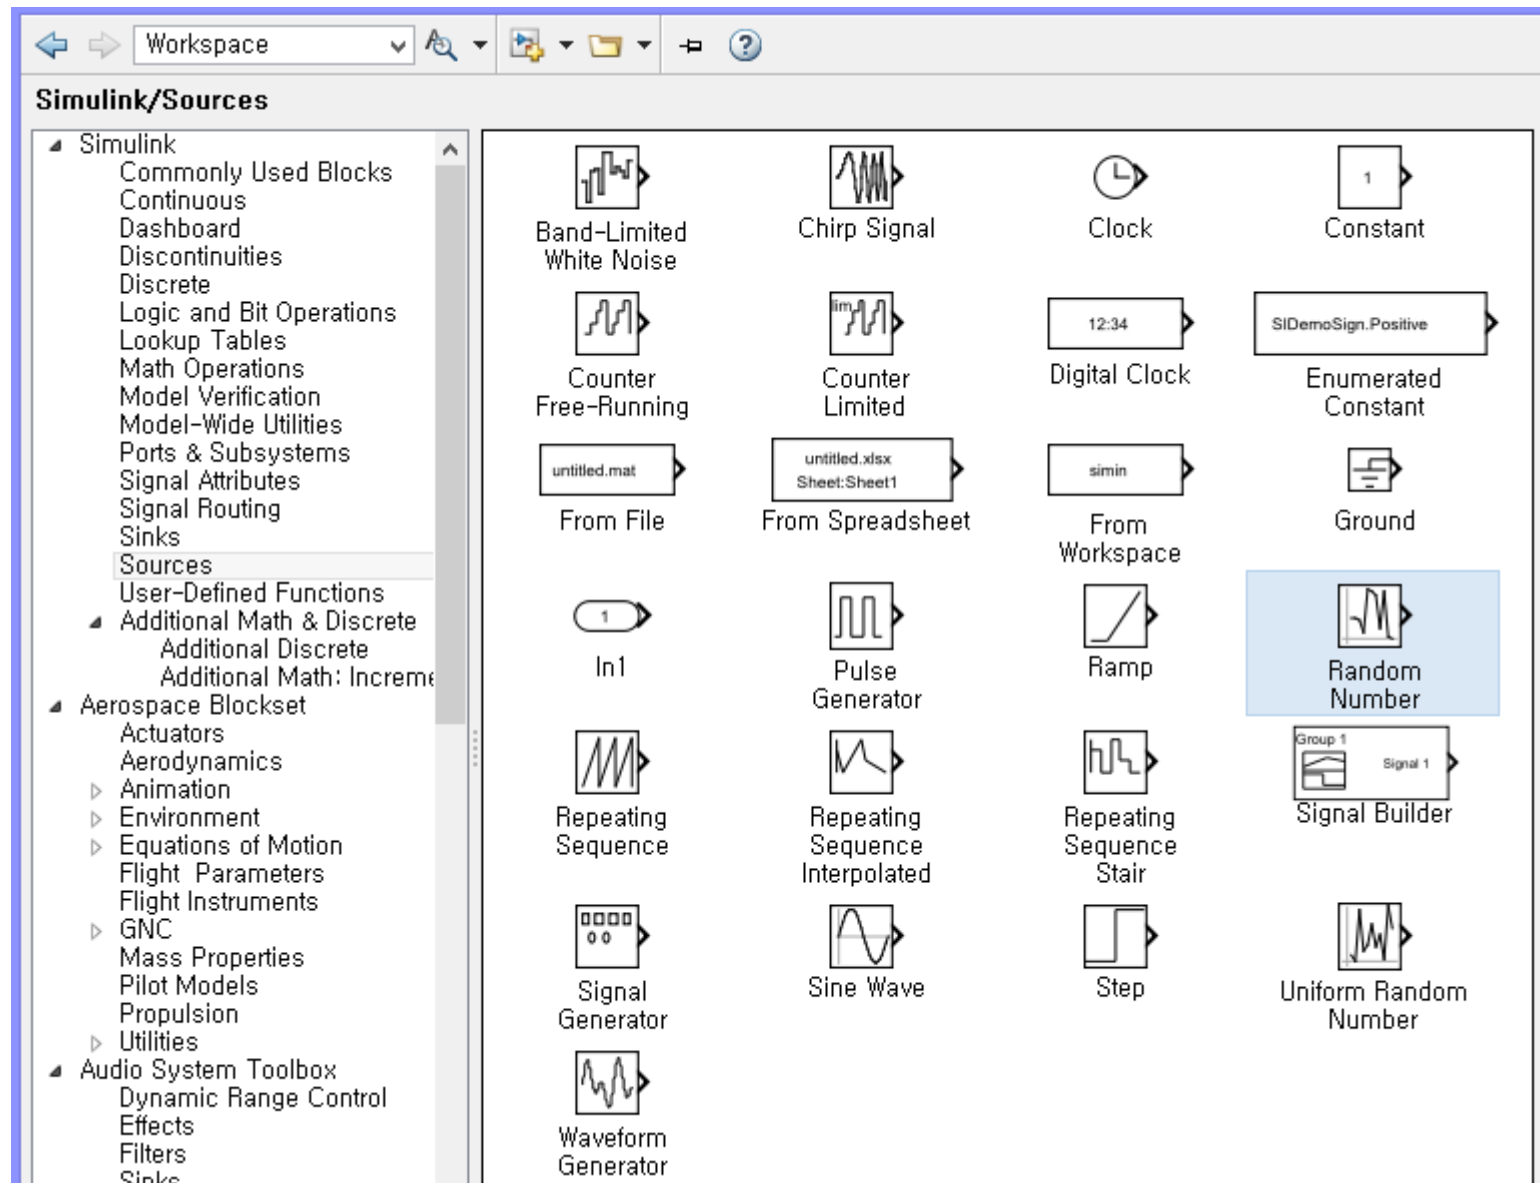 Workspace
Simulink/Sources
Simulink
Commonly Used Blocks
Continuous
Dashboard
Discontinuities
Discrete
Logic and Bit Operations
Lookup Tables
Math Operations
Model Verification
Model-Wide Utilities
Ports & Subsystems
Signal Attributes
Signal Routing
Sinks
Sources
User-Defined Functions
Additional Math & Discrete
Additional Discrete
Additional Math: Increme
Aerospace Blockset
Actuators
Aerodynamics
Animation
Environment
Equations of Motion
Flight Parameters
Flight Instruments
GNC
Mass Properties
Pilot Models
Propulsion
Utilities
Audio System Toolbox
Dynamic Range Control
Effects
Filters
Sinks
Band-Limited
White Noise
Chirp Signal
Clock
1
Constant
Counter
Free-Running
lim
Counter
Limited
12:34
Digital Clock
SlDemoSign.Positive
Enumerated
Constant
untitled.mat
From File
untitled.xlsx
Sheet:Sheet1
From Spreadsheet
simin
From
Workspace
Ground
1
In1
Pulse
Generator
Ramp
Random
Number
Repeating
Sequence
Repeating
Sequence
Interpolated
Repeating
Sequence
Stair
Group 1
Signal 1
Signal Builder
Signal
Generator
Sine Wave
Step
Uniform Random
Number
Waveform
Generator